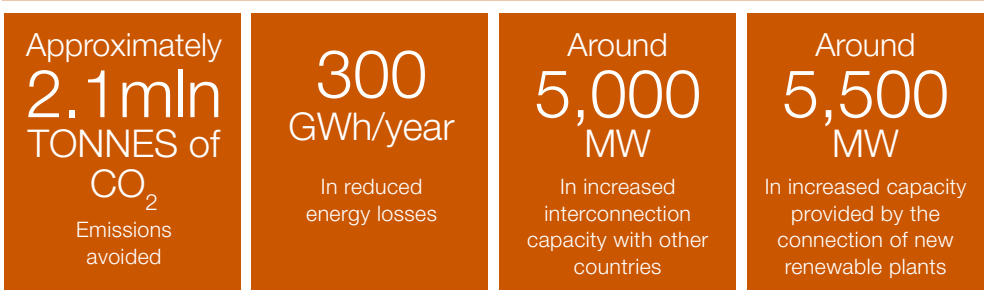 Approximately
2.1mln
TONNES of
CO₂
Emissions
avoided
300
GWh/year
In reduced
energy losses
Around
5,000
MW
In increased
interconnection
capacity with other
countries
Around
5,500
MW
In increased capacity
provided by the
connection of new
renewable plants